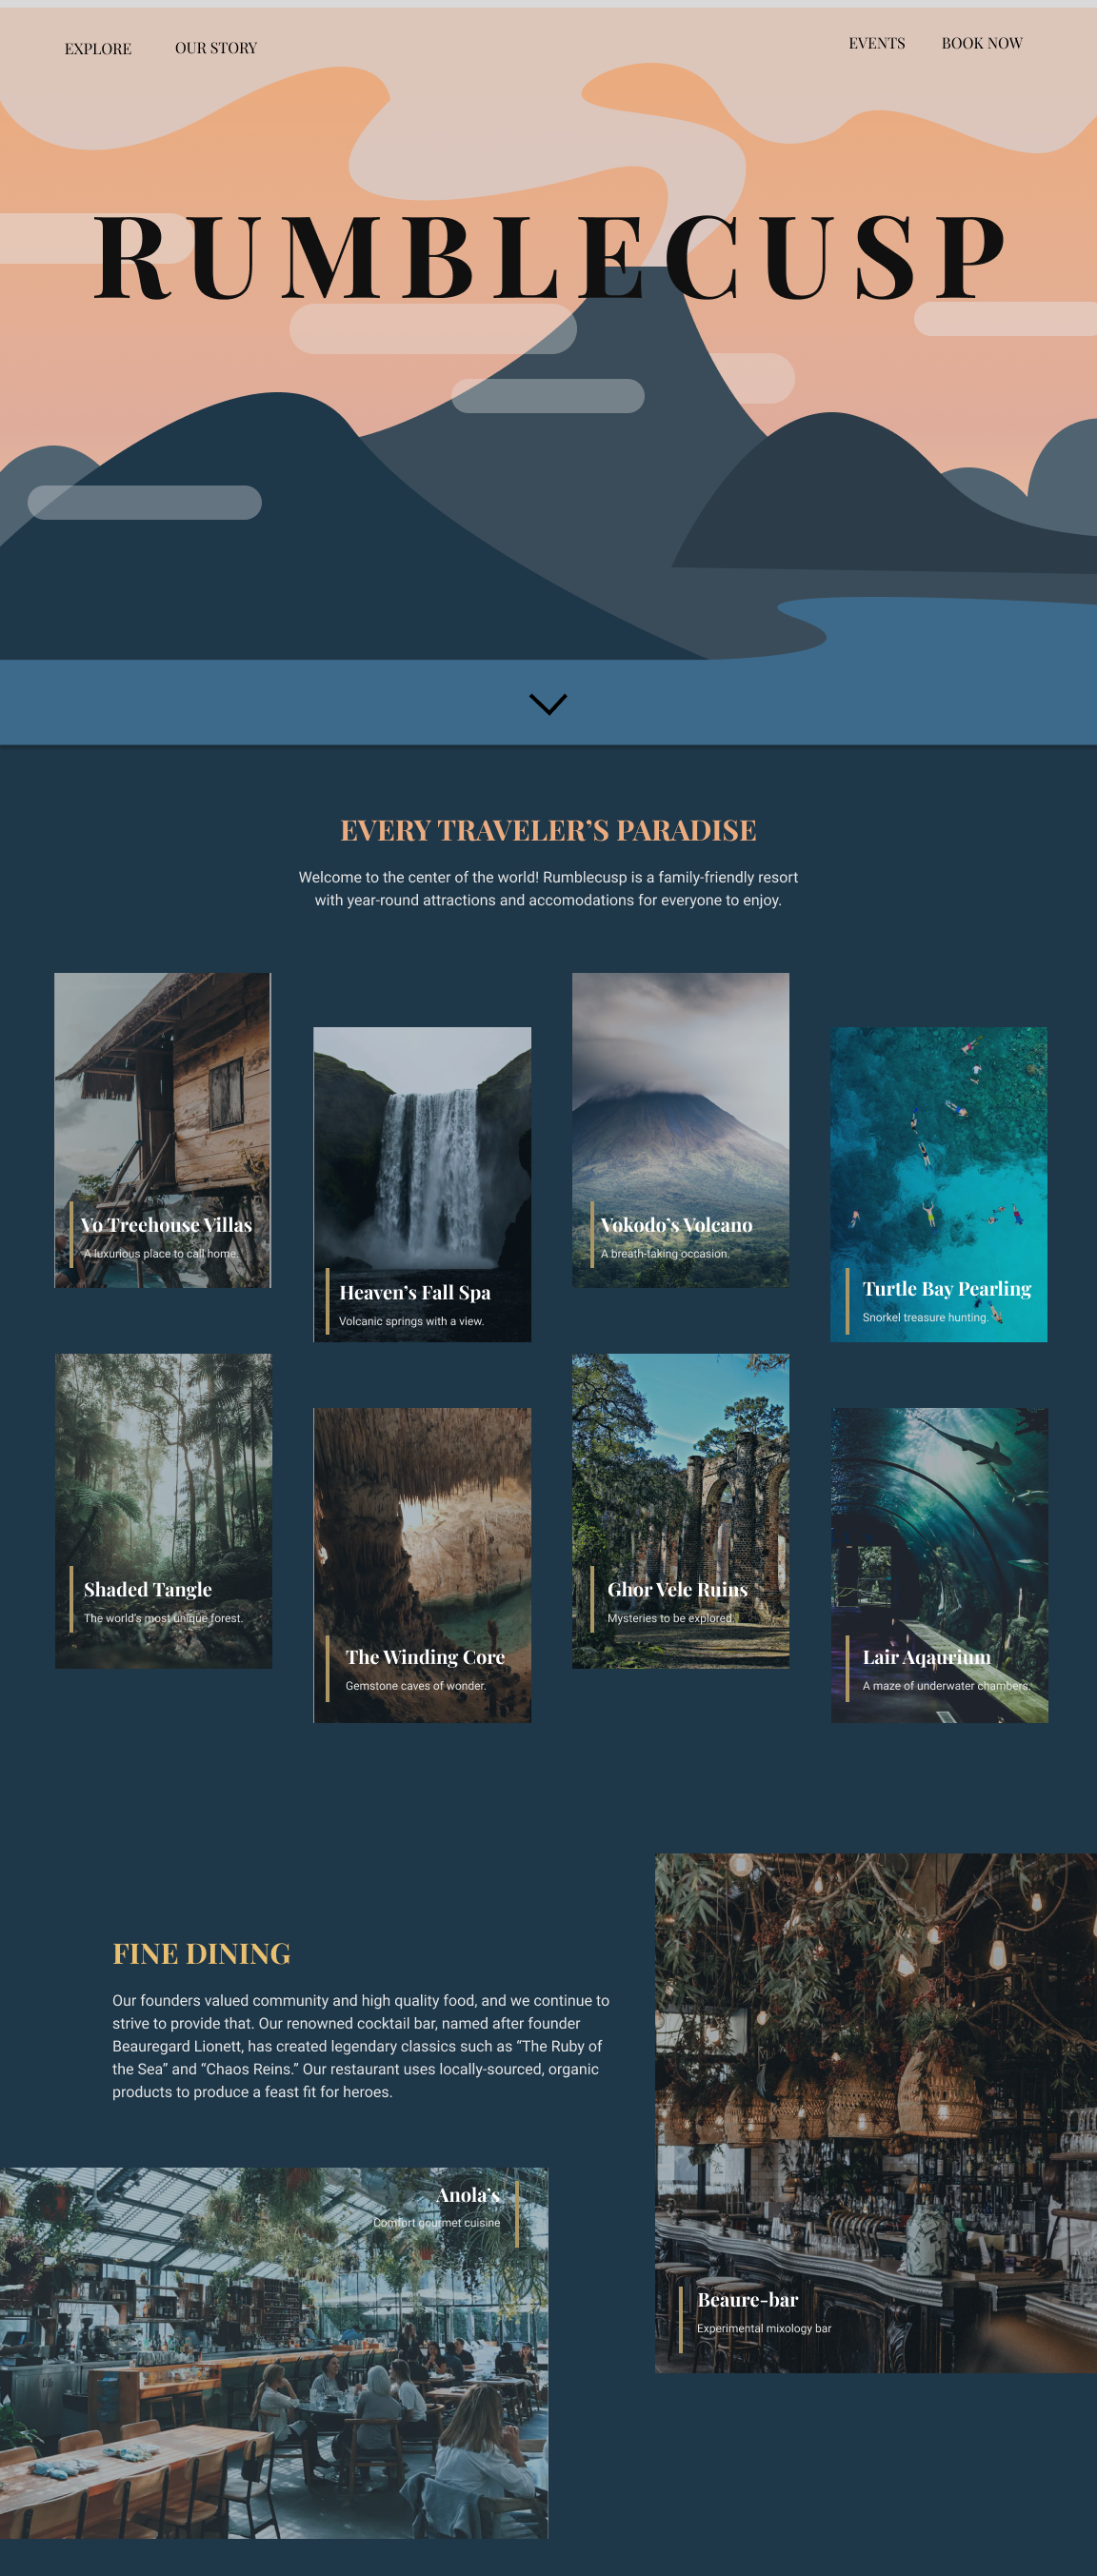 EXPLORE
OUR STORY
EVENTS
BOOK NOW
RUMBLECUSP
EVERY TRAVELER’S PARADISE
Welcome to the center of the world! Rumblecusp is a family-friendly resort
with year-round attractions and accomodations for everyone to enjoy.
Vo Treehouse Villas
A luxurious place to call home.
Heaven’s Fall Spa
Volcanic springs with a view.
Vokodo’s Volcano
A breath-taking occasion.
Turtle Bay Pearling
Snorkel treasure hunting.
Shaded Tangle
The world’s most unique forest.
The Winding Core
Gemstone caves of wonder.
Ghor Vele Ruins
Mysteries to be explored.
Lair Aqaurium
A maze of underwater chambers.
FINE DINING
Our founders valued community and high quality food, and we continue to
strive to provide that. Our renowned cocktail bar, named after founder
Beauregard Lionett, has created legendary classics such as “The Ruby of
the Sea” and “Chaos Reins.” Our restaurant uses locally-sourced, organic
products to produce a feast fit for heroes.
Anola’s
Comfort gourmet cuisine
Beaure-bar
Experimental mixology bar